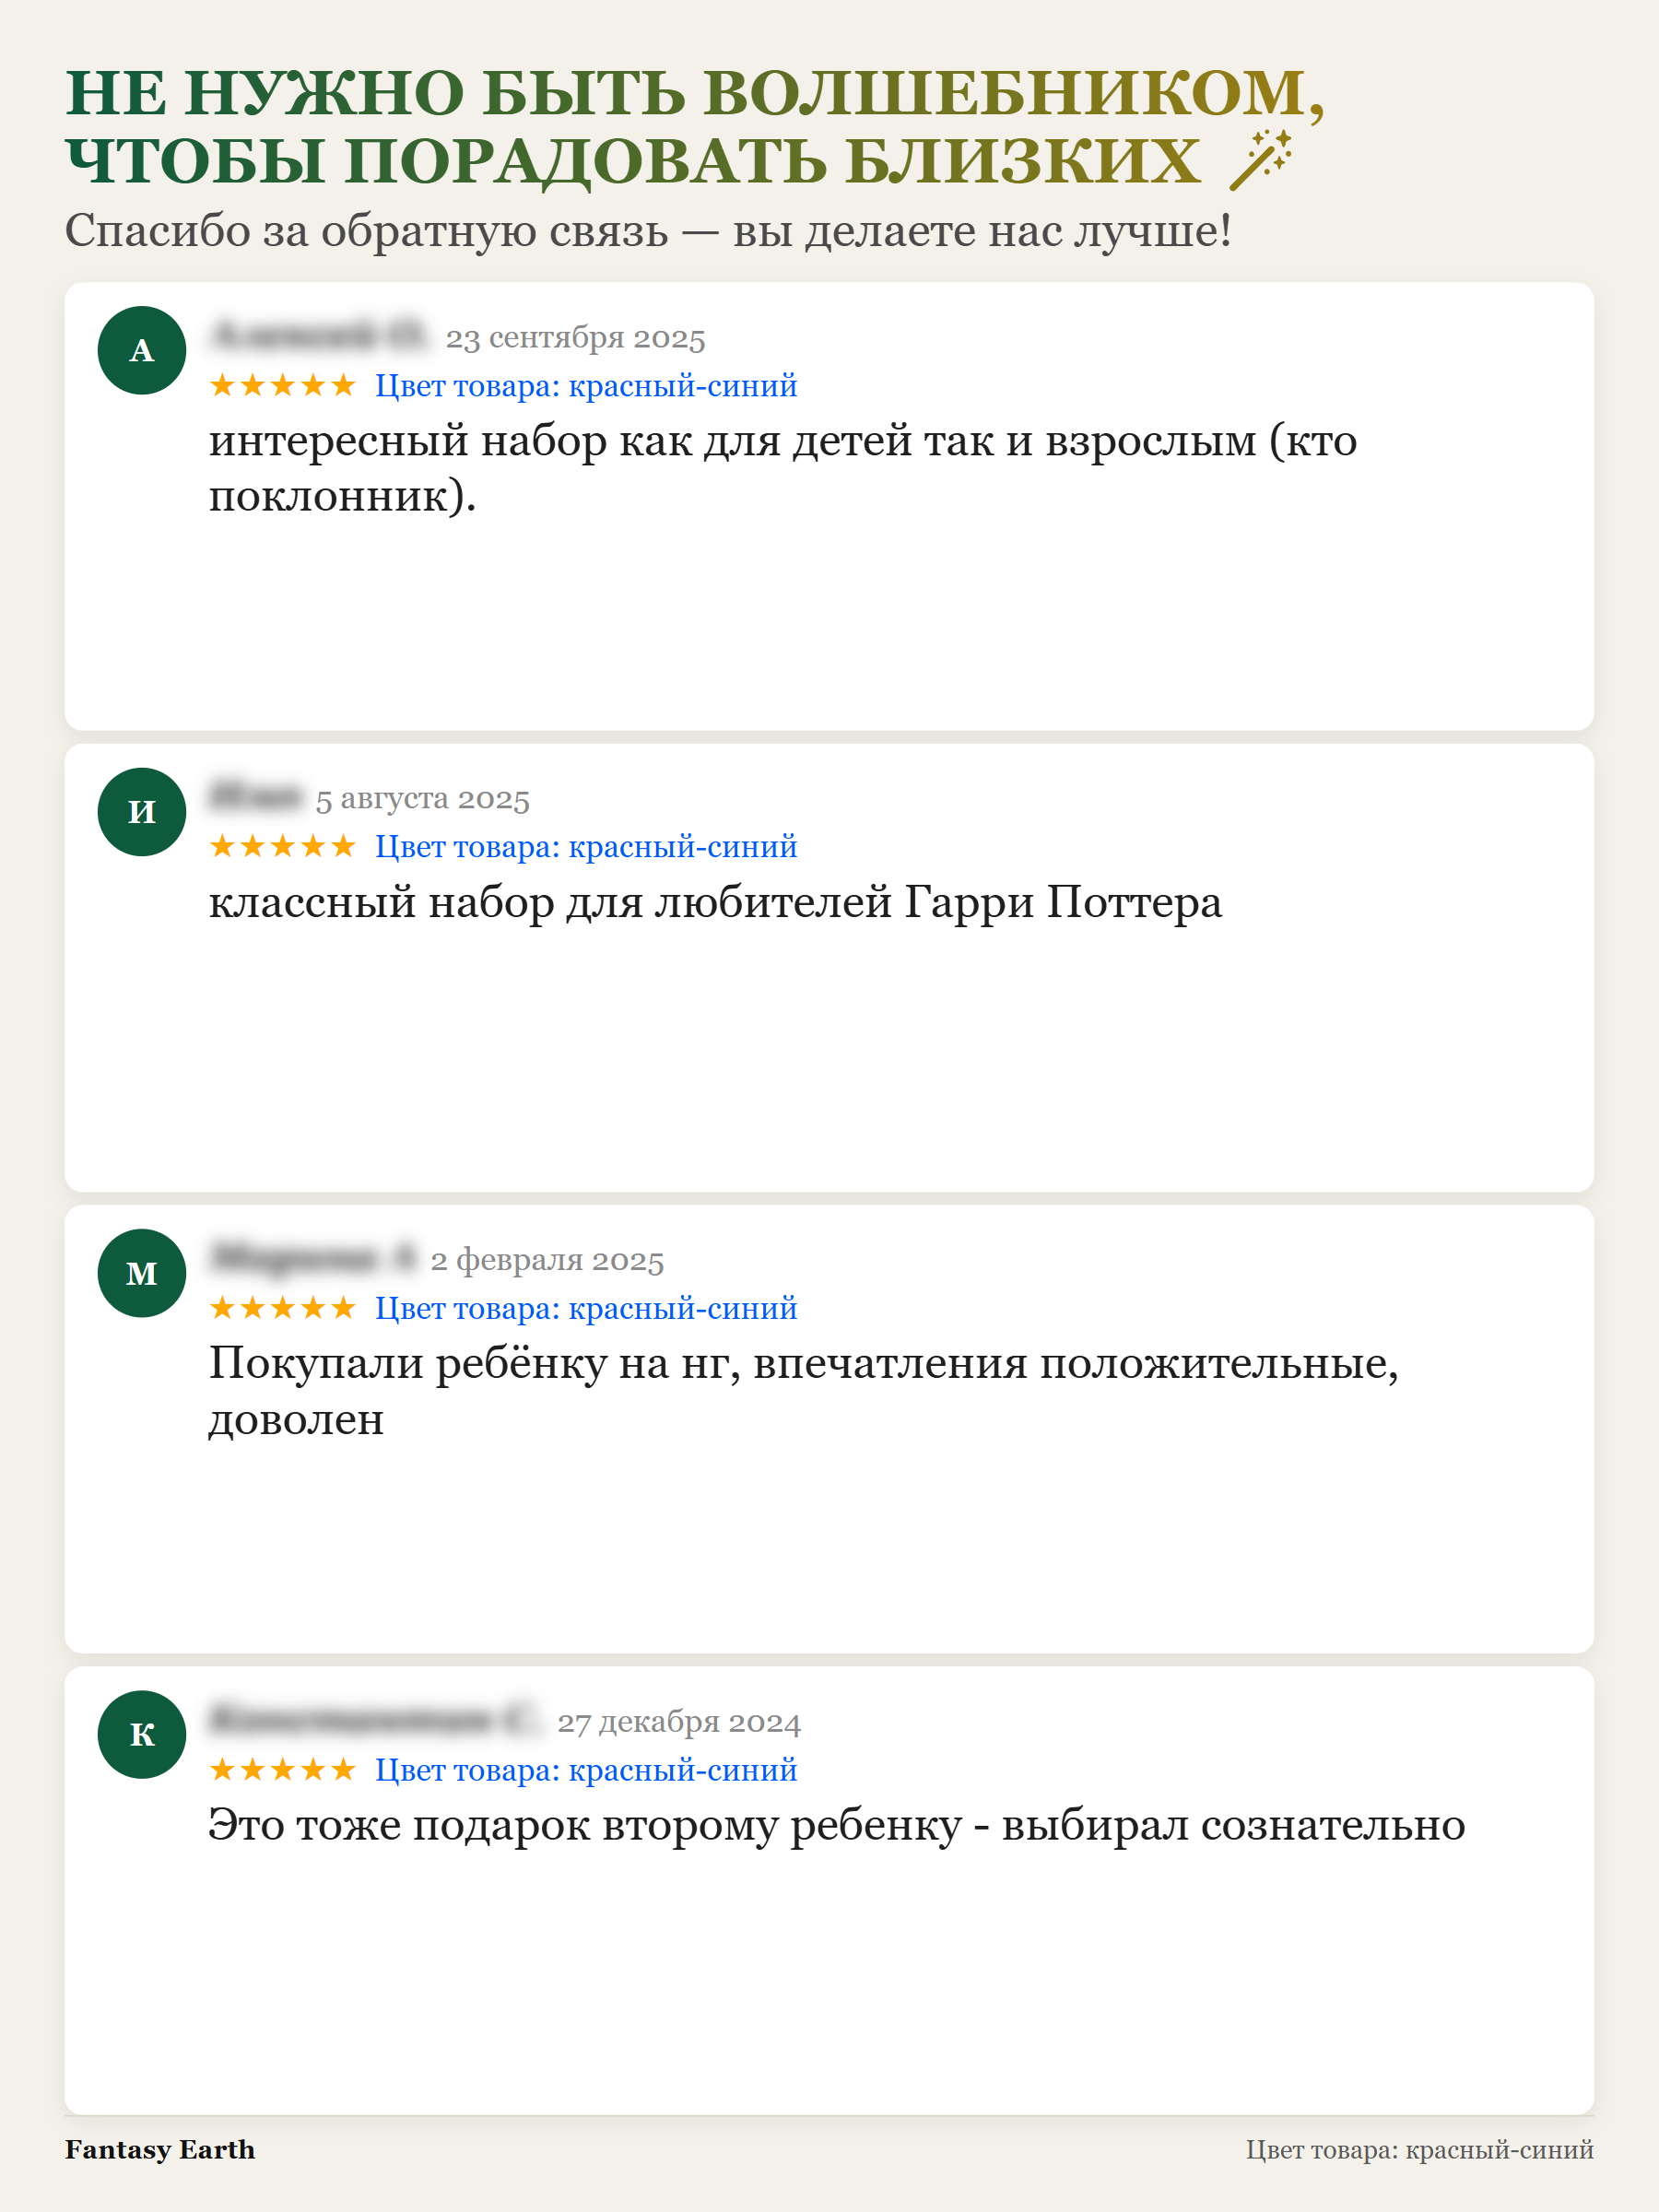 НЕ НУЖНО БЫТЬ ВОЛШЕБНИКОМ,
ЧТОБЫ ПОРАДОВАТЬ БЛИЗКИХ
Спасибо за обратную связь — вы делаете нас лучше!
А
23 сентября 2025
★★★★★ Цвет товара: красный-синий
интересный набор как для детей так и взрослым (кто
поклонник).
И
5 августа 2025
★★★★★ Цвет товара: красный-синий
классный набор для любителей Гарри Поттера
М
2 февраля 2025
★★★★★ Цвет товара: красный-синий
Покупали ребёнку на нг, впечатления положительные,
доволен
К
27 декабря 2024
★★★★★ Цвет товара: красный-синий
Это тоже подарок второму ребенку - выбирал сознательно
Fantasy Earth
Цвет товара: красный-синий